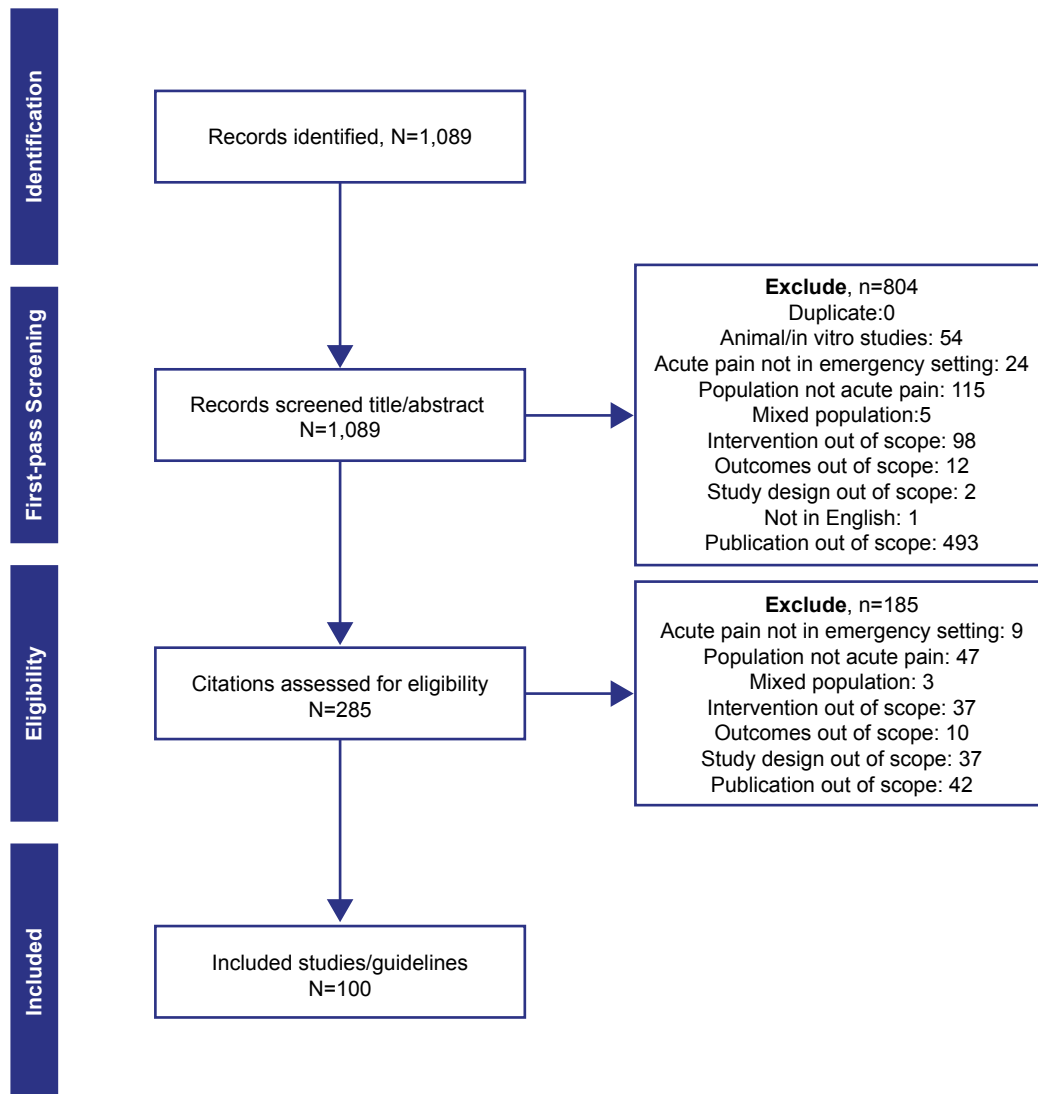 Identification
Records identified, N=1,089
First-pass Screening
Records screened title/abstract
N=1,089
Exclude, n=804
Duplicate:0
Animal/in vitro studies: 54
Acute pain not in emergency setting: 24
Population not acute pain: 115
Mixed population:5
Intervention out of scope: 98
Outcomes out of scope: 12
Study design out of scope: 2
Not in English: 1
Publication out of scope: 493
Eligibility
Citations assessed for eligibility
N=285
Exclude, n=185
Acute pain not in emergency setting: 9
Population not acute pain: 47
Mixed population: 3
Intervention out of scope: 37
Outcomes out of scope: 10
Study design out of scope: 37
Publication out of scope: 42
Included
Included studies/guidelines
N=100